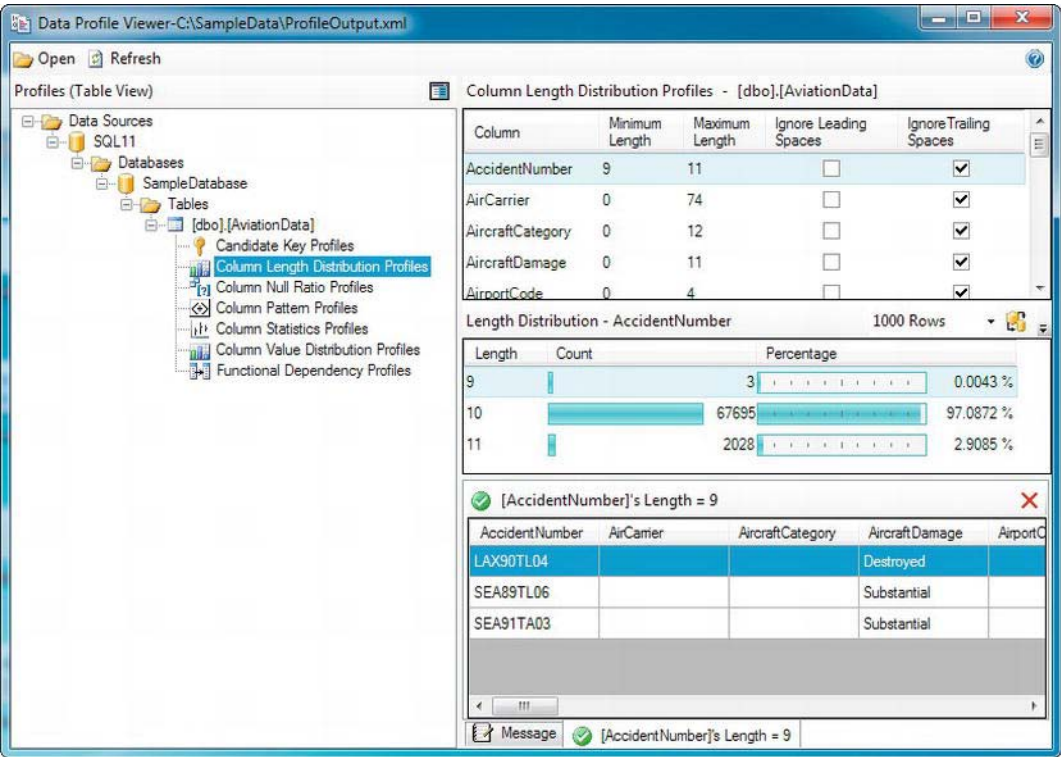 Data Profile Viewer-C:\SampleData\ProfileOutput.xml
Open Refresh
Profiles (Table View)
Data Sources
SQL11
Databases
SampleDatabase
Tables
[dbo].[AviationData]
Candidate Key Profiles
Column Length Distribution Profiles
Column Null Ratio Profiles
Column Pattern Profiles
Column Statistics Profiles
Column Value Distribution Profiles
Functional Dependency Profiles
Column Length Distribution Profiles - [dbo].[AviationData]
Column Minimum Length Maximum Length Ignore Leading Spaces Ignore Trailing Spaces
AccidentNumber 9 11
AirCarrier 0 74
AircraftCategory 0 12
AircraftDamage 0 11
AirportCode 0 4
Length Distribution - AccidentNumber 1000 Rows
Length Count Percentage
9 3 0.0043 %
10 67695 97.0872 %
11 2028 2.9085 %
[AccidentNumber]'s Length = 9
AccidentNumber AirCarrier AircraftCategory AircraftDamage AirportC
LAX90TL04 Destroyed
SEA89TL06 Substantial
SEA91TA03 Substantial
Message [AccidentNumber]'s Length = 9